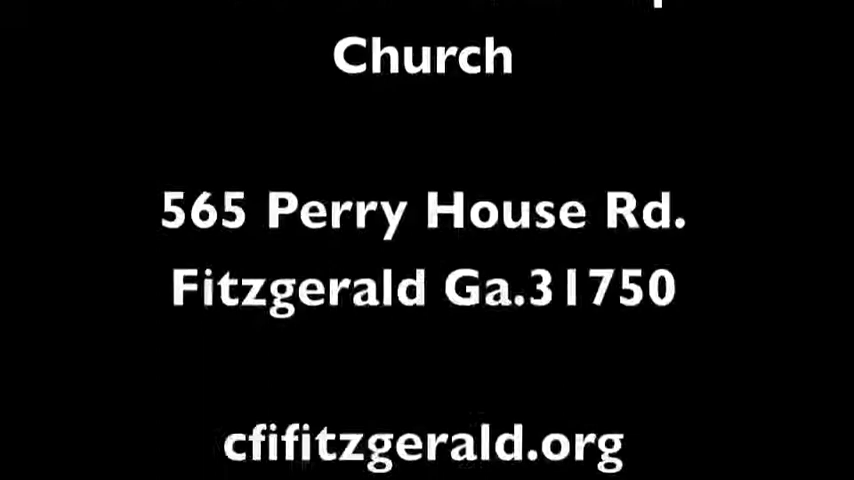 Church
565 Perry House Rd.
Fitzgerald Ga.31750
cfifitzgerald.org